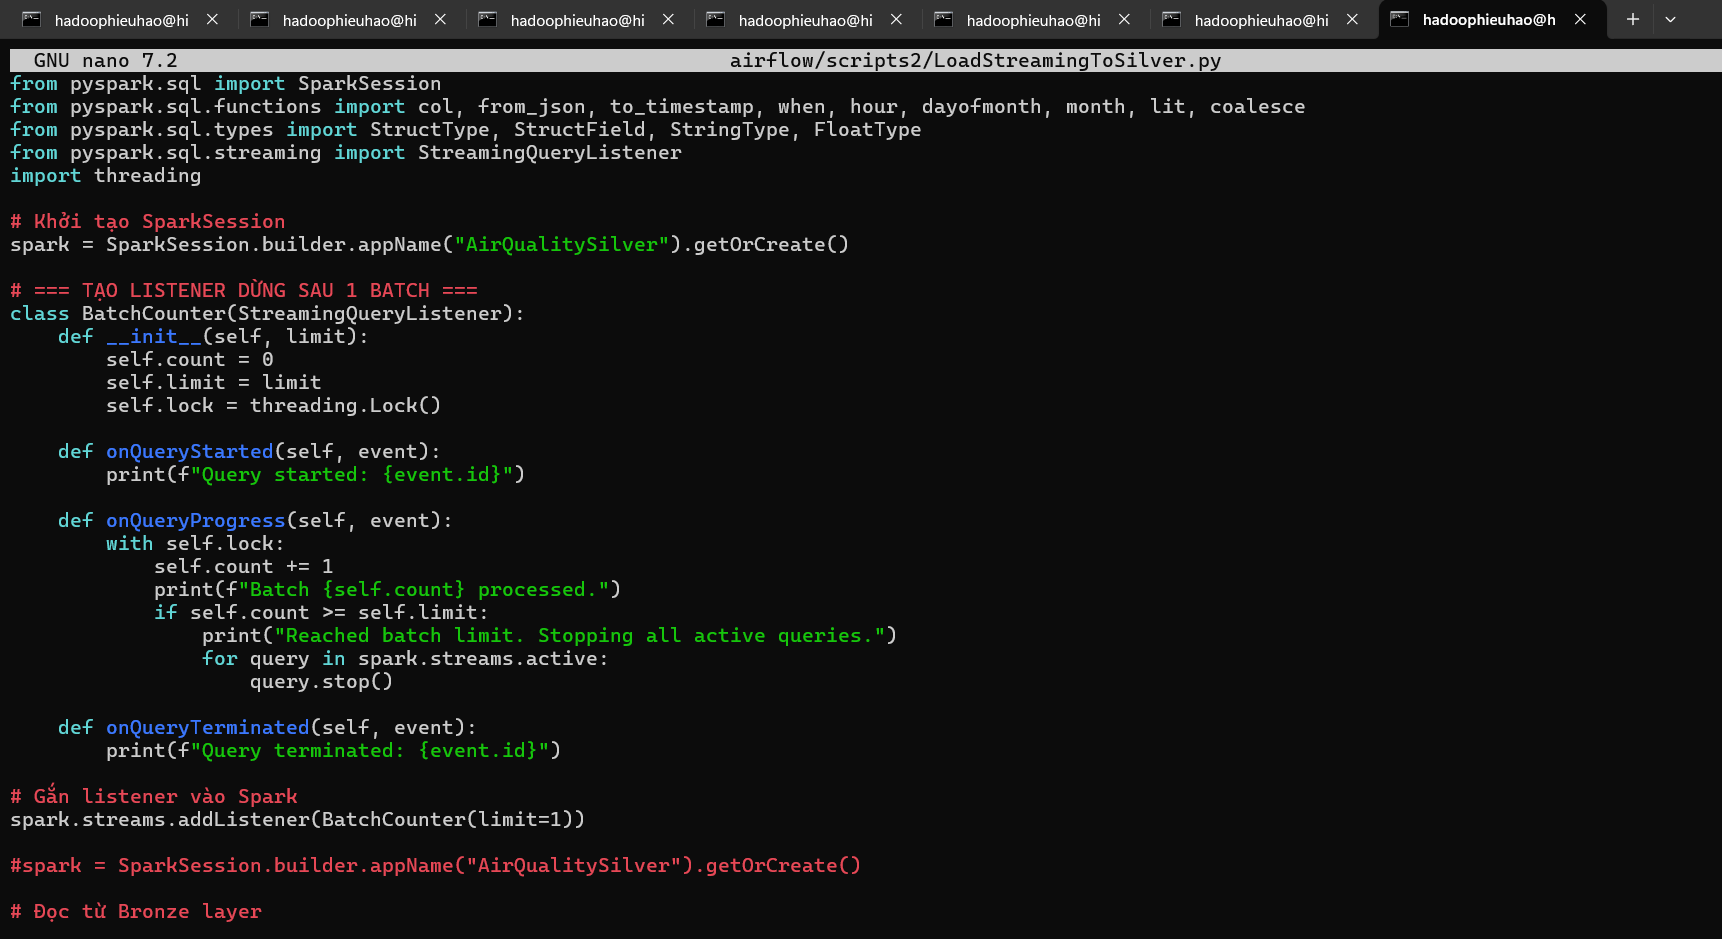 hadoophieuhao@hi hadoophieuhao@hi hadoophieuhao@hi hadoophieuhao@hi hadoophieuhao@hi hadoophieuhao@hi hadoophieuhao@h
GNU nano 7.2 airflow/scripts2/LoadStreamingToSilver.py
from pyspark.sql import SparkSession
from pyspark.sql.functions import col, from_json, to_timestamp, when, hour, dayofmonth, month, lit, coalesce
from pyspark.sql.types import StructType, StructField, StringType, FloatType
from pyspark.sql.streaming import StreamingQueryListener
import threading

# Khởi tạo SparkSession
spark = SparkSession.builder.appName("AirQualitySilver").getOrCreate()

# === TẠO LISTENER DỪNG SAU 1 BATCH ===
class BatchCounter(StreamingQueryListener):
    def __init__(self, limit):
        self.count = 0
        self.limit = limit
        self.lock = threading.Lock()

    def onQueryStarted(self, event):
        print(f"Query started: {event.id}")

    def onQueryProgress(self, event):
        with self.lock:
            self.count += 1
            print(f"Batch {self.count} processed.")
            if self.count >= self.limit:
                print("Reached batch limit. Stopping all active queries.")
                for query in spark.streams.active:
                    query.stop()

    def onQueryTerminated(self, event):
        print(f"Query terminated: {event.id}")

# Gắn listener vào Spark
spark.streams.addListener(BatchCounter(limit=1))

#spark = SparkSession.builder.appName("AirQualitySilver").getOrCreate()

# Đọc từ Bronze layer